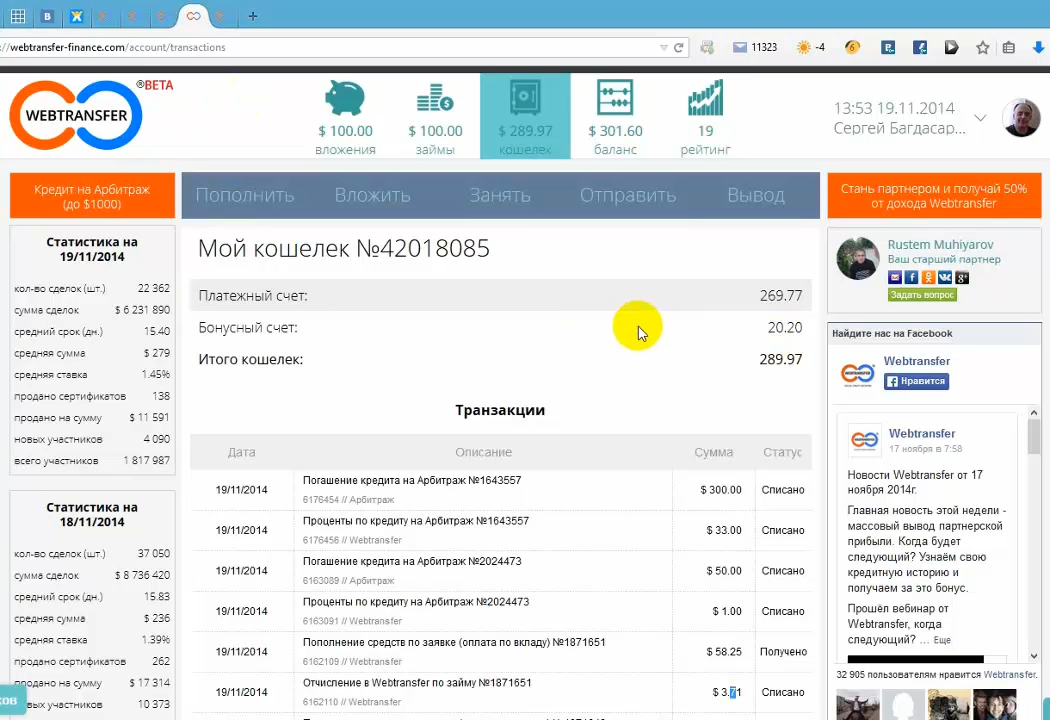 //webtransfer-finance.com/account/transactions
11323
-4
®BETA
WEBTRANSFER
$ 100.00
вложения
$ 100.00
займы
$ 289.97
кошелек
$ 301.60
баланс
19
рейтинг
13:53 19.11.2014
Сергей Багдасар...
Кредит на Арбитраж
(до $1000)
Пополнить Вложить Занять Отправить Вывод
Стань партнером и получай 50%
от дохода Webtransfer
Статистика на
19/11/2014
кол-во сделок (шт.) 22 362
сумма сделок $ 6 231 890
средний срок (дн.) 15.40
средняя сумма $ 279
средняя ставка 1.45%
продано сертификатов 138
продано на сумму $ 11 591
новых участников 4 090
всего участников 1 817 987
Статистика на
18/11/2014
кол-во сделок (шт.) 37 050
сумма сделок $ 8 736 420
средний срок (дн.) 15.83
средняя сумма $ 236
средняя ставка 1.39%
продано сертификатов 262
продано на сумму $ 17 314
новых участников 10 373
Мой кошелек №42018085
Платежный счет: 269.77
Бонусный счет: 20.20
Итого кошелек: 289.97
Транзакции
Дата Описание Сумма Статус
19/11/2014 Погашение кредита на Арбитраж №1643557 $ 300.00 Списано
6176454 // Арбитраж
19/11/2014 Проценты по кредиту на Арбитраж №1643557 $ 33.00 Списано
6176456 // Webtransfer
19/11/2014 Погашение кредита на Арбитраж №2024473 $ 50.00 Списано
6163089 // Арбитраж
19/11/2014 Проценты по кредиту на Арбитраж №2024473 $ 1.00 Списано
6163091 // Webtransfer
19/11/2014 Пополнение средств по заявке (оплата по вкладу) №1871651 $ 58.25 Получено
6162109 // Webtransfer
19/11/2014 Отчисление в Webtransfer по займу №1871651 $ 3.71 Списано
6162110 // Webtransfer
Rustem Muhiyarov
Ваш старший партнер
Задать вопрос
Найдите нас на Facebook
Webtransfer
Нравится
Webtransfer
17 ноября в 7:58
Новости Webtransfer от 17
ноября 2014г.
Главная новость этой недели -
массовый вывод партнерской
прибыли. Когда будет
следующий? Узнаём свою
кредитную историю и
получаем за это бонус.
Прошёл вебинар от
Webtransfer, когда
следующий? ... Еще
32 905 пользователям нравится Webtransfer.